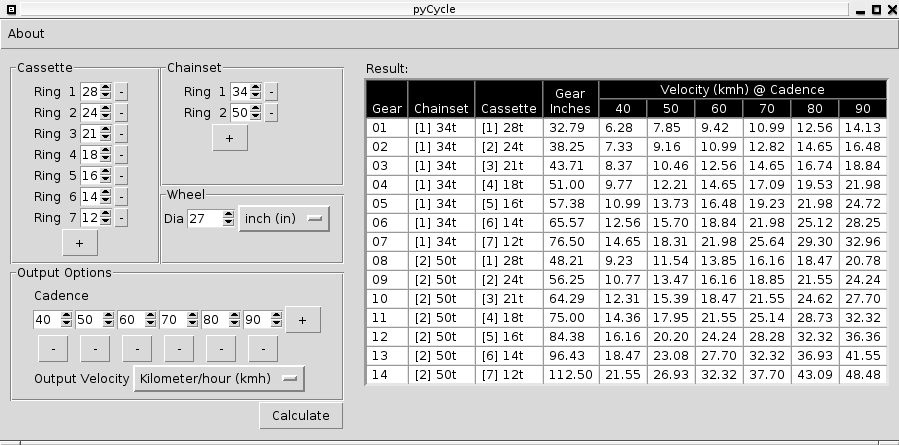 pyCycle
About
Cassette
Ring 1 28 -
Ring 2 24 -
Ring 3 21 -
Ring 4 18 -
Ring 5 16 -
Ring 6 14 -
Ring 7 12 -
+
Chainset
Ring 1 34 -
Ring 2 50 -
+
Wheel
Dia 27 inch (in)
Output Options
Cadence
40 50 60 70 80 90 +
- - - - - -
Output Velocity Kilometer/hour (kmh)
Calculate
Result:
Gear Chainset Cassette Gear Inches Velocity (kmh) @ Cadence
40 50 60 70 80 90
01 [1] 34t [1] 28t 32.79 6.28 7.85 9.42 10.99 12.56 14.13
02 [1] 34t [2] 24t 38.25 7.33 9.16 10.99 12.82 14.65 16.48
03 [1] 34t [3] 21t 43.71 8.37 10.46 12.56 14.65 16.74 18.84
04 [1] 34t [4] 18t 51.00 9.77 12.21 14.65 17.09 19.53 21.98
05 [1] 34t [5] 16t 57.38 10.99 13.73 16.48 19.23 21.98 24.72
06 [1] 34t [6] 14t 65.57 12.56 15.70 18.84 21.98 25.12 28.25
07 [1] 34t [7] 12t 76.50 14.65 18.31 21.98 25.64 29.30 32.96
08 [2] 50t [1] 28t 48.21 9.23 11.54 13.85 16.16 18.47 20.78
09 [2] 50t [2] 24t 56.25 10.77 13.47 16.16 18.85 21.55 24.24
10 [2] 50t [3] 21t 64.29 12.31 15.39 18.47 21.55 24.62 27.70
11 [2] 50t [4] 18t 75.00 14.36 17.95 21.55 25.14 28.73 32.32
12 [2] 50t [5] 16t 84.38 16.16 20.20 24.24 28.28 32.32 36.36
13 [2] 50t [6] 14t 96.43 18.47 23.08 27.70 32.32 36.93 41.55
14 [2] 50t [7] 12t 112.50 21.55 26.93 32.32 37.70 43.09 48.48